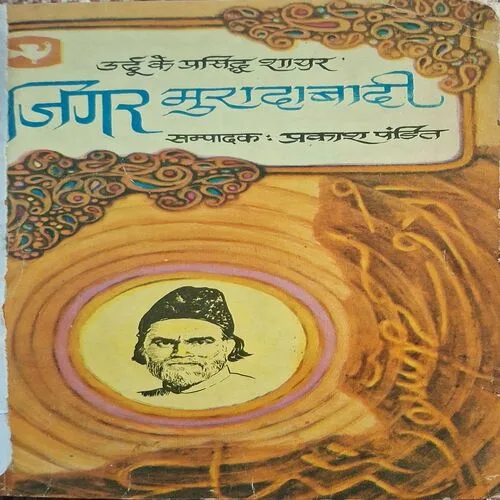 उर्दू के प्रसिद्ध शायर
जिगर मुरादाबादी
सम्पादक : प्रकाश पंडित